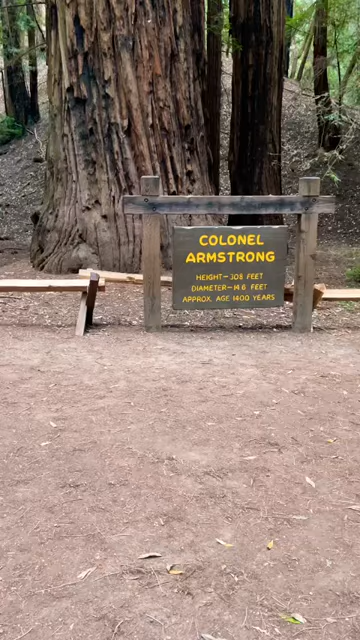 COLONEL
ARMSTRONG
HEIGHT—308 FEET
DIAMETER—14.6 FEET
APPROX. AGE 1400 YEARS